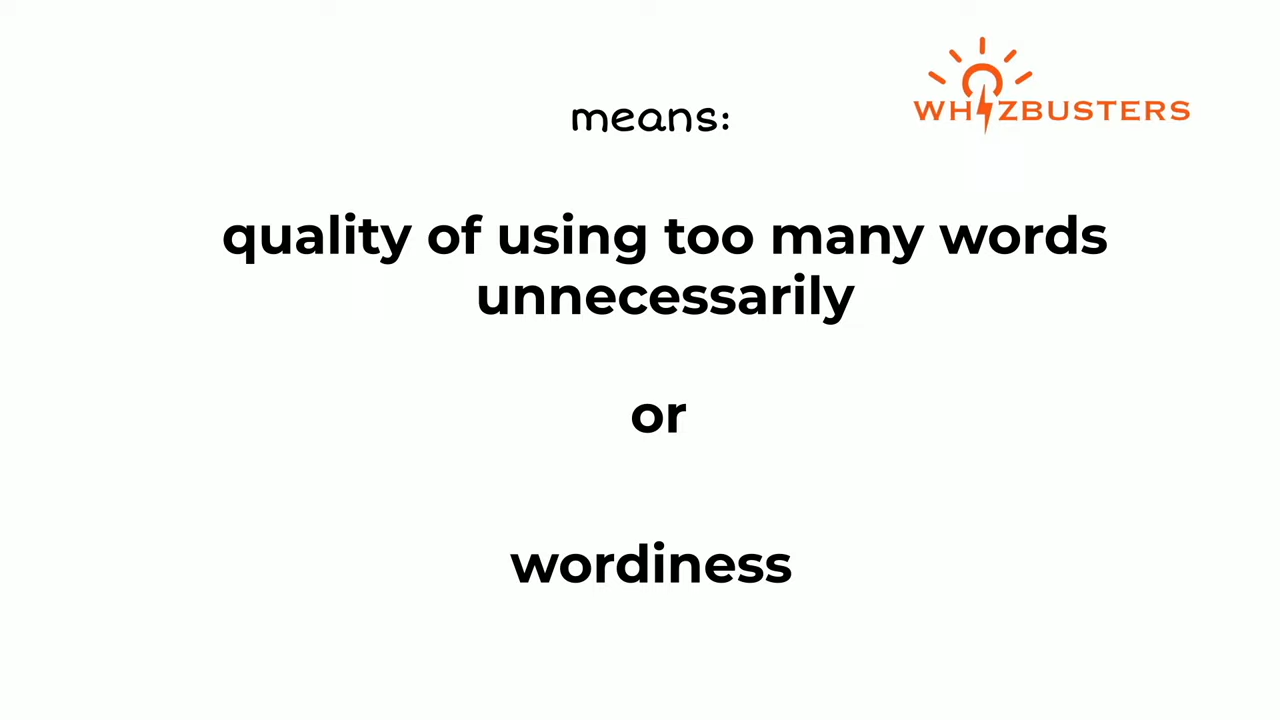 WHIZBUSTERS
means:
quality of using too many words
unnecessarily
or
wordiness